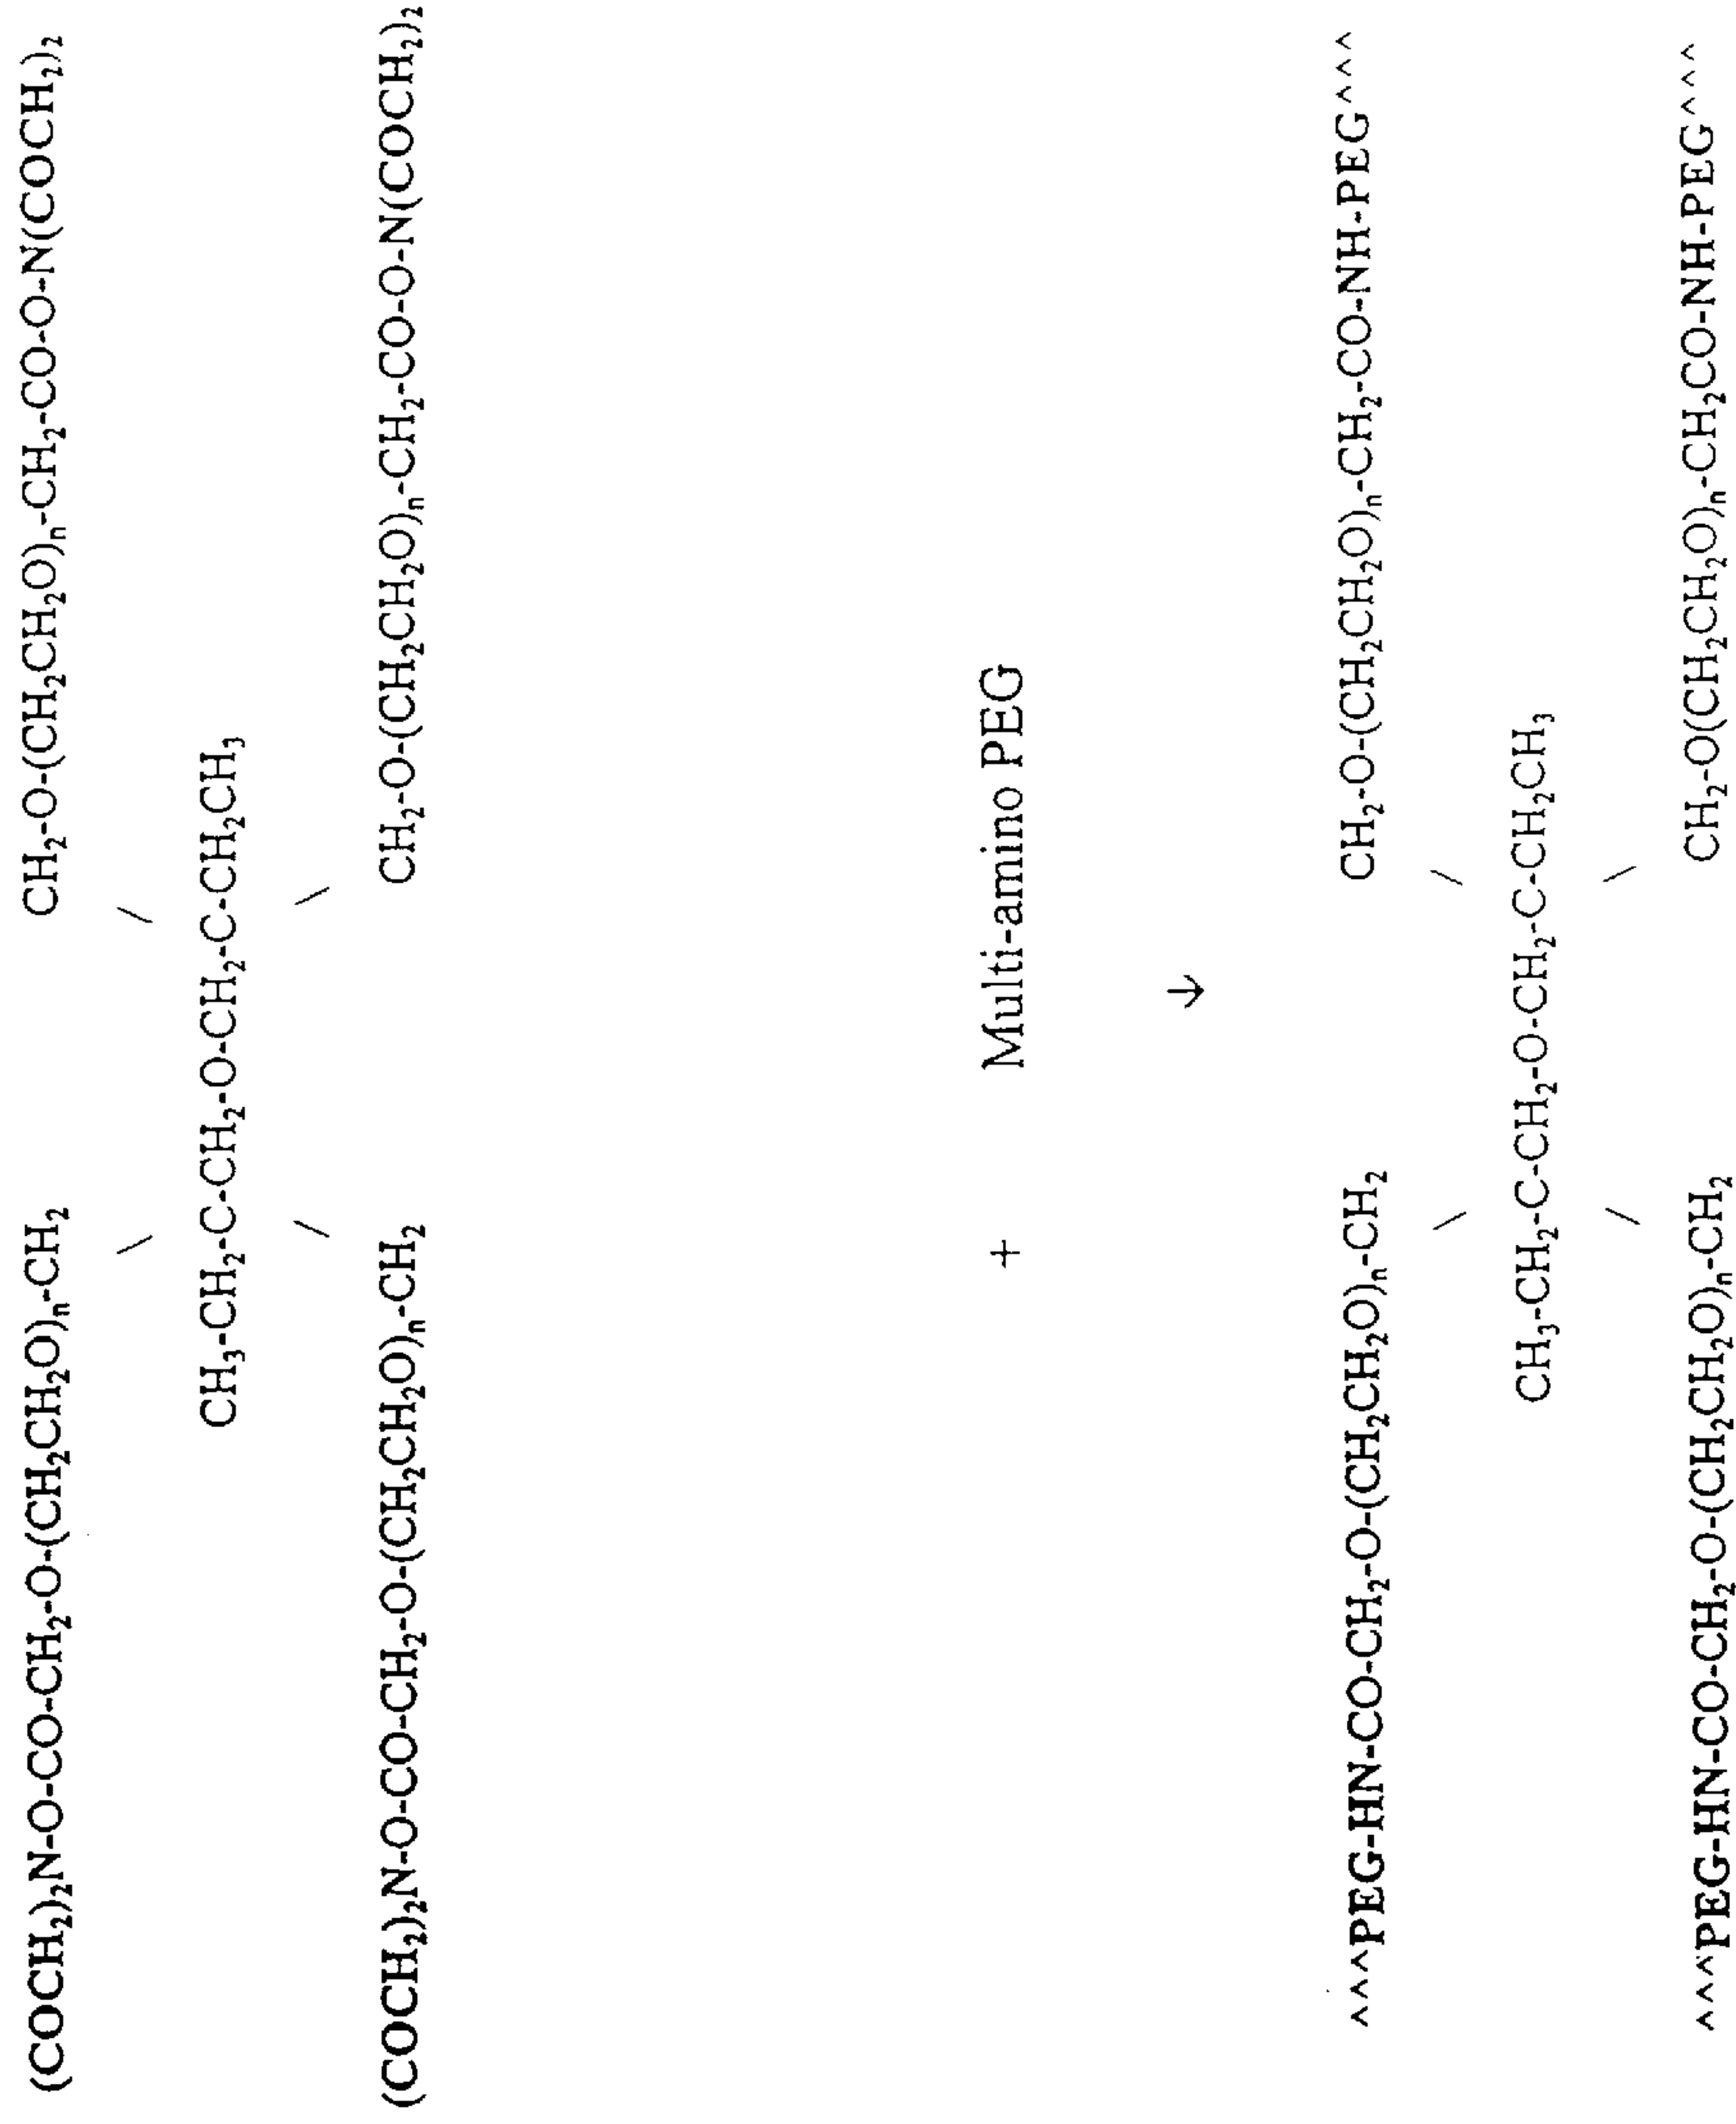 (COCH₂)₂N-O-CO-CH₂-O-(CH₂CH₂O)ₙ-CH₂ CH₂-O-(CH₂CH₂O)ₙ-CH₂-CO-O-N(COCH₂)₂
\ /
CH₃-CH₂-C-CH₂-O-CH₂-C-CH₂CH₃
/ \
(COCH₂)₂N-O-CO-CH₂-O-(CH₂CH₂O)ₙ-CH₂ CH₂-O-(CH₂CH₂O)ₙ-CH₂-CO-O-N(COCH₂)₂
+ Multi-amino PEG
→
^^^PEG-HN-CO-CH₂-O-(CH₂CH₂O)ₙ-CH₂ CH₂-O-(CH₂CH₂O)ₙ-CH₂-CO-NH-PEG^^^
\ /
CH₃-CH₂-C-CH₂-O-CH₂-C-CH₂CH₃
/ \
^^^PEG-HN-CO-CH₂-O-(CH₂CH₂O)ₙ-CH₂ CH₂-O(CH₂CH₂O)ₙ-CH₂CO-NH-PEG^^^